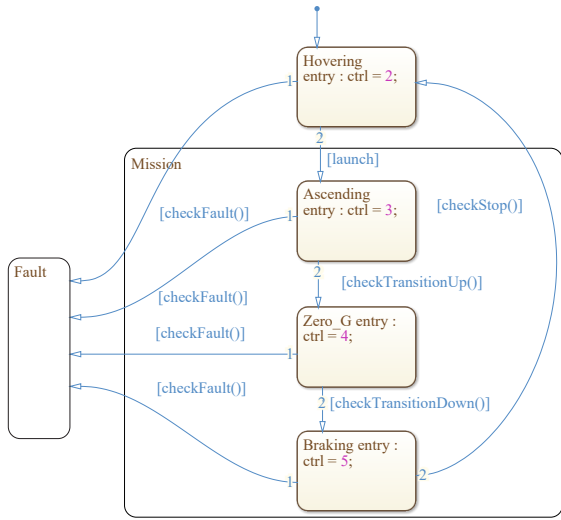 Hovering
entry : ctrl = 2;
1
2
[launch]
Mission
Ascending
entry : ctrl = 3;
1
[checkFault()]
[checkStop()]
2
[checkTransitionUp()]
Fault
[checkFault()]
Zero_G entry :
ctrl = 4;
[checkFault()]
1
[checkFault()]
2
[checkTransitionDown()]
Braking entry :
ctrl = 5;
1
2